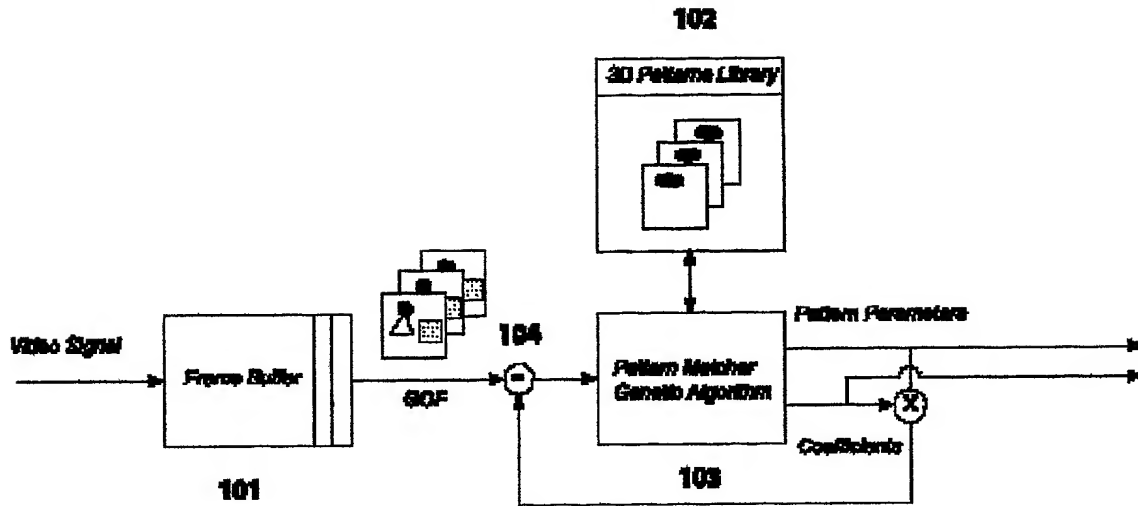 102
3D Patterns Library
Video Signal
Frame Buffer
GOF
104
-
Pattern Matcher
Genetic Algorithm
Pattern Parameters
X
Coefficients
101
103